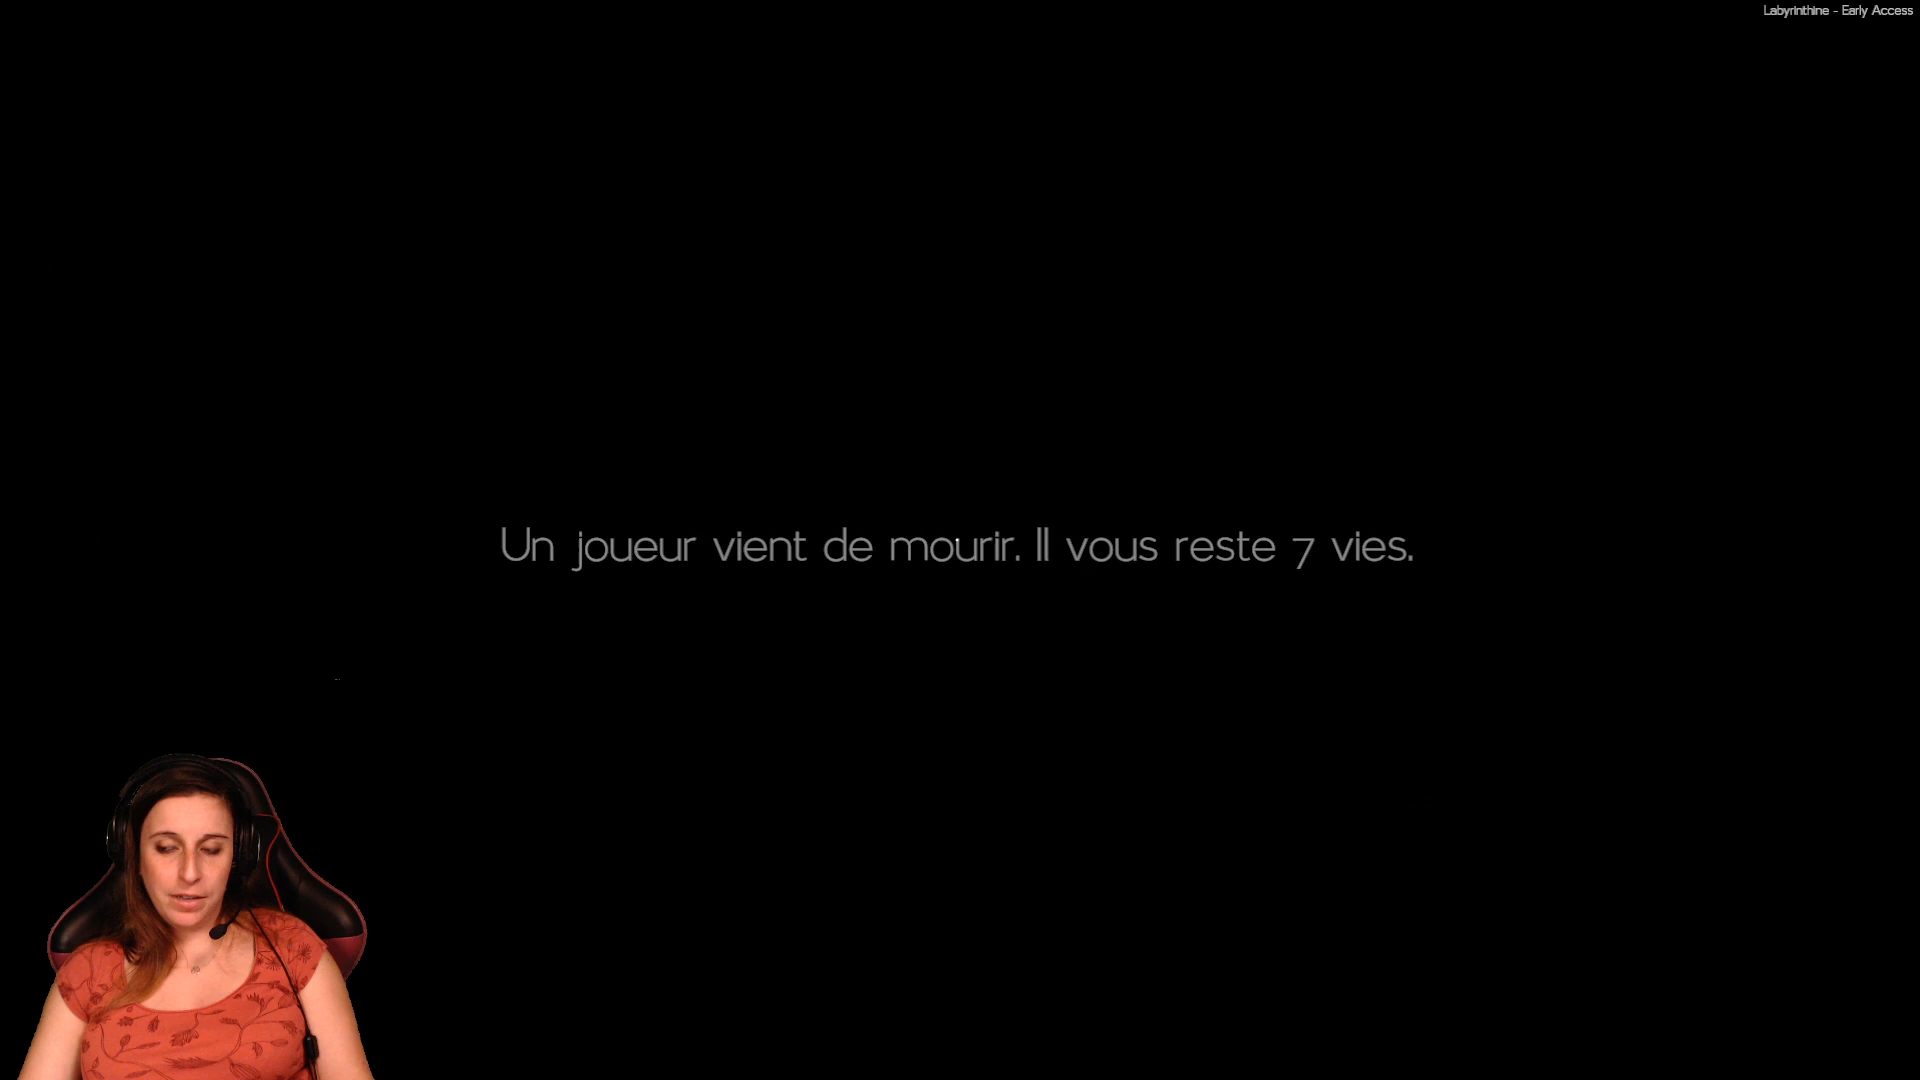 Labyrinthine - Early Access
Un joueur vient de mourir. Il vous reste 7 vies.